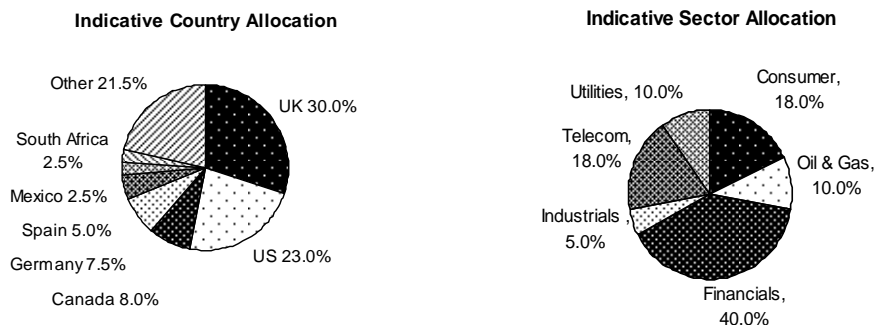 Indicative Country Allocation
Other 21.5%
UK 30.0%
South Africa
2.5%
Mexico 2.5%
Spain 5.0%
Germany 7.5%
Canada 8.0%
US 23.0%
Indicative Sector Allocation
Utilities, 10.0%
Consumer,
18.0%
Telecom,
18.0%
Oil & Gas,
10.0%
Industrials ,
5.0%
Financials,
40.0%